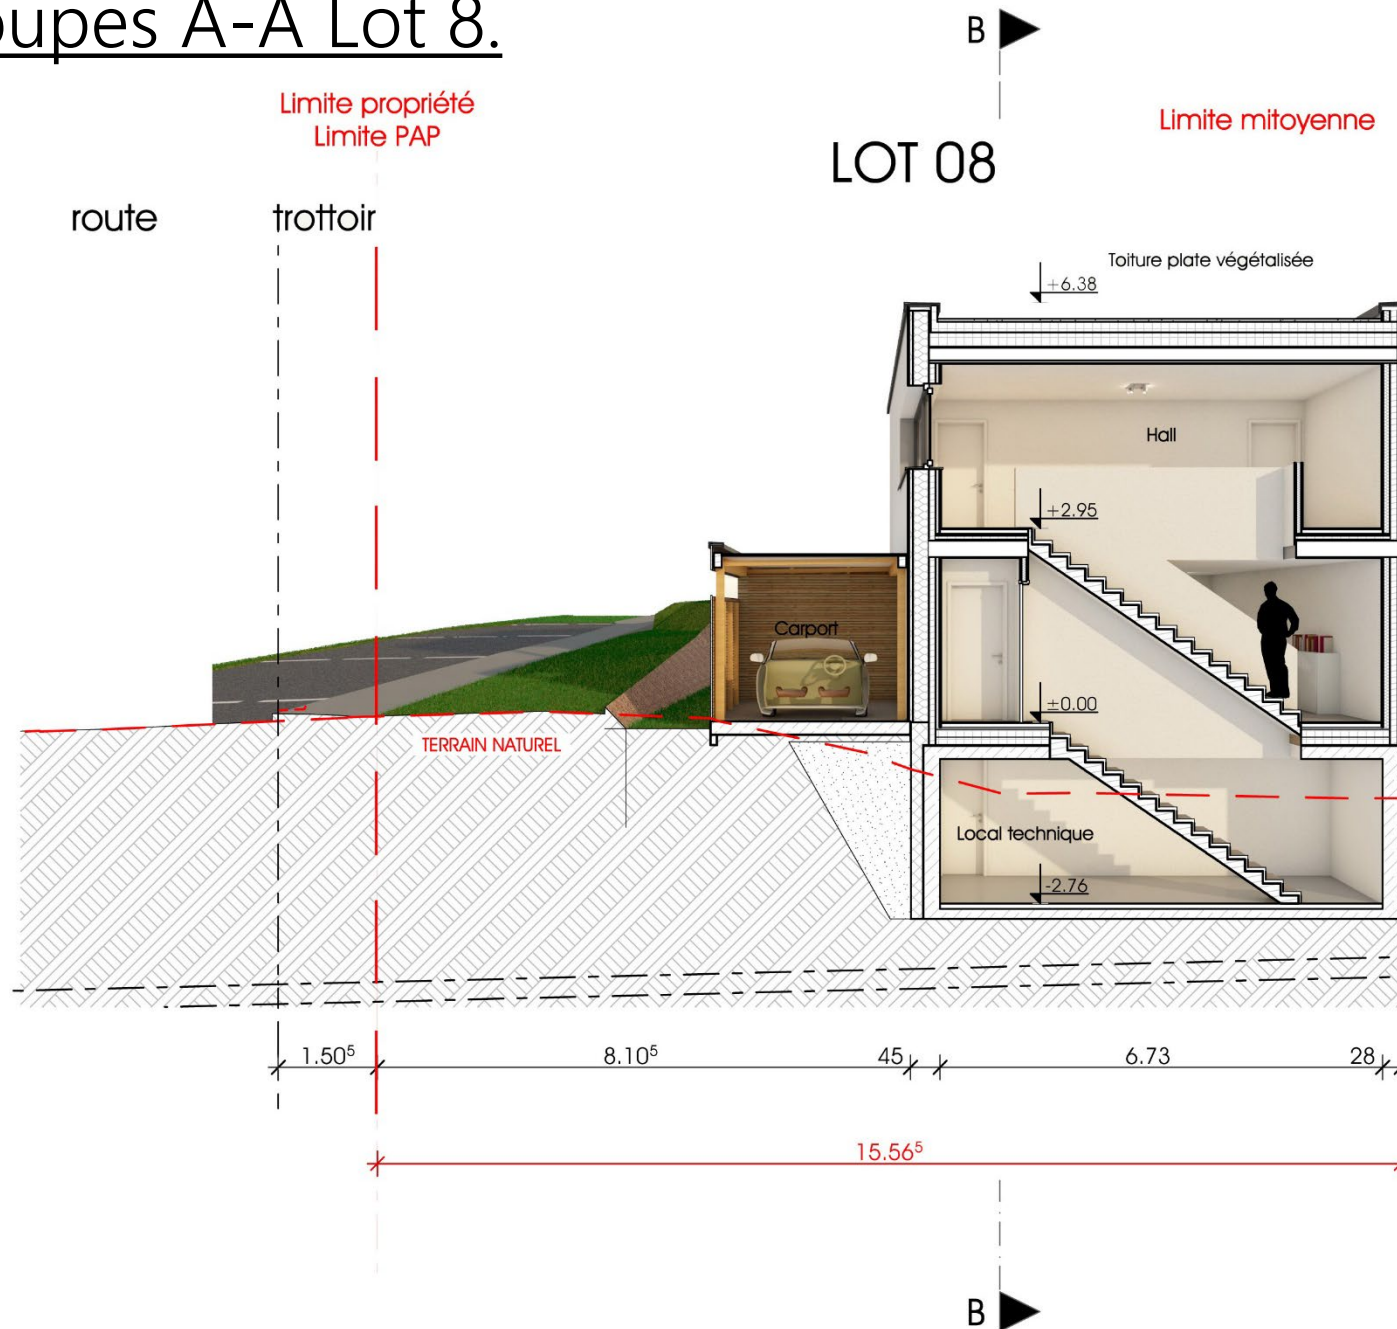 oupes A-A Lot 8.
B
Limite propriété
Limite PAP
Limite mitoyenne
LOT 08
route
trottoir
Toiture plate végétalisée
+6.38
Hall
+2.95
Carport
±0.00
TERRAIN NATUREL
Local technique
-2.76
1.50⁵
8.10⁵
45
6.73
28
15.56⁵
B